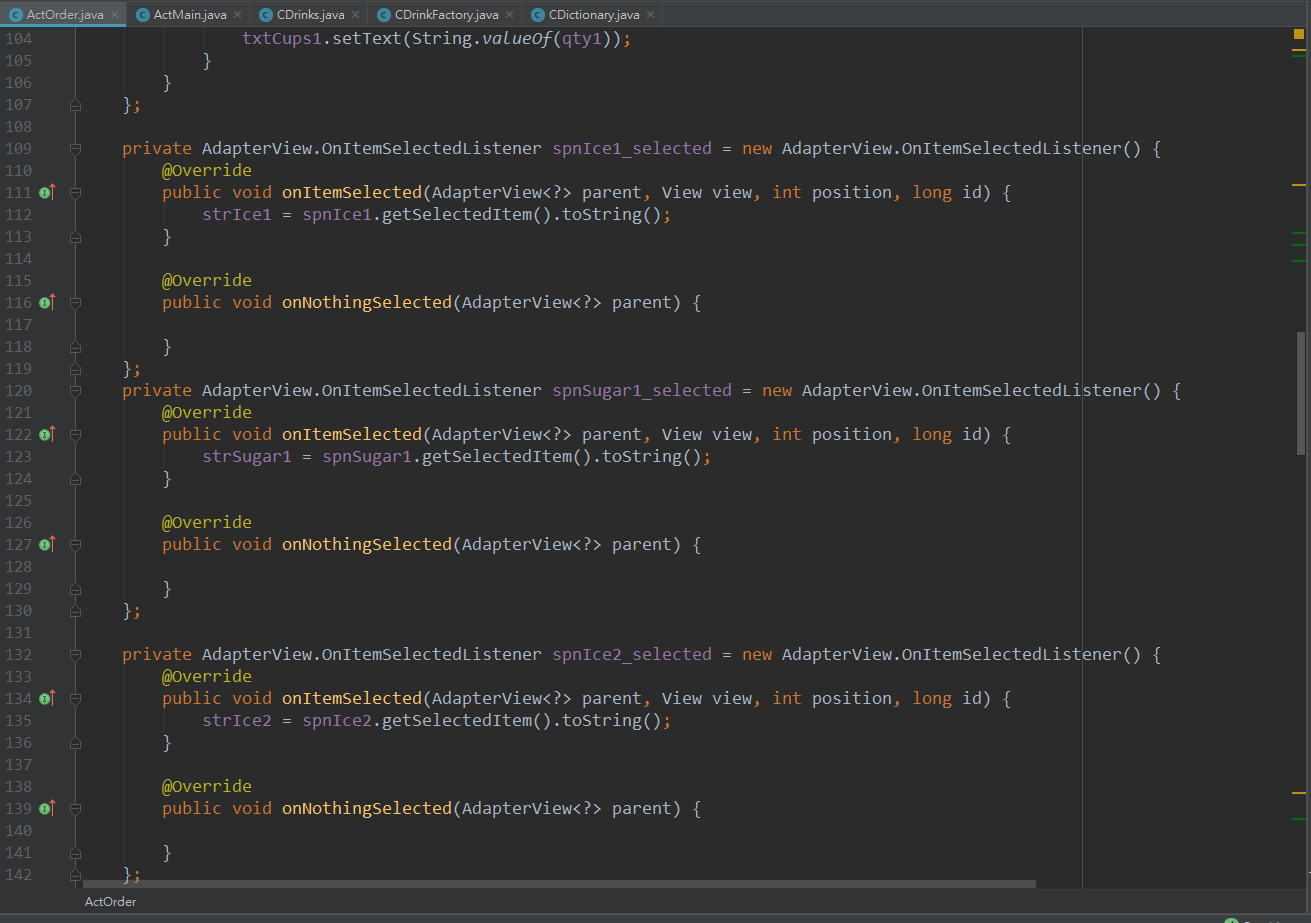 ActOrder.java ActMain.java CDrinks.java CDrinkFactory.java CDictionary.java
104 txtCups1.setText(String.valueOf(qty1));
105 }
106 }
107 };
108
109 private AdapterView.OnItemSelectedListener spnIce1_selected = new AdapterView.OnItemSelectedListener() {
110 @Override
111 public void onItemSelected(AdapterView<?> parent, View view, int position, long id) {
112 strIce1 = spnIce1.getSelectedItem().toString();
113 }
114
115 @Override
116 public void onNothingSelected(AdapterView<?> parent) {
117
118 }
119 };
120 private AdapterView.OnItemSelectedListener spnSugar1_selected = new AdapterView.OnItemSelectedListener() {
121 @Override
122 public void onItemSelected(AdapterView<?> parent, View view, int position, long id) {
123 strSugar1 = spnSugar1.getSelectedItem().toString();
124 }
125
126 @Override
127 public void onNothingSelected(AdapterView<?> parent) {
128
129 }
130 };
131
132 private AdapterView.OnItemSelectedListener spnIce2_selected = new AdapterView.OnItemSelectedListener() {
133 @Override
134 public void onItemSelected(AdapterView<?> parent, View view, int position, long id) {
135 strIce2 = spnIce2.getSelectedItem().toString();
136 }
137
138 @Override
139 public void onNothingSelected(AdapterView<?> parent) {
140
141 }
142 };
ActOrder